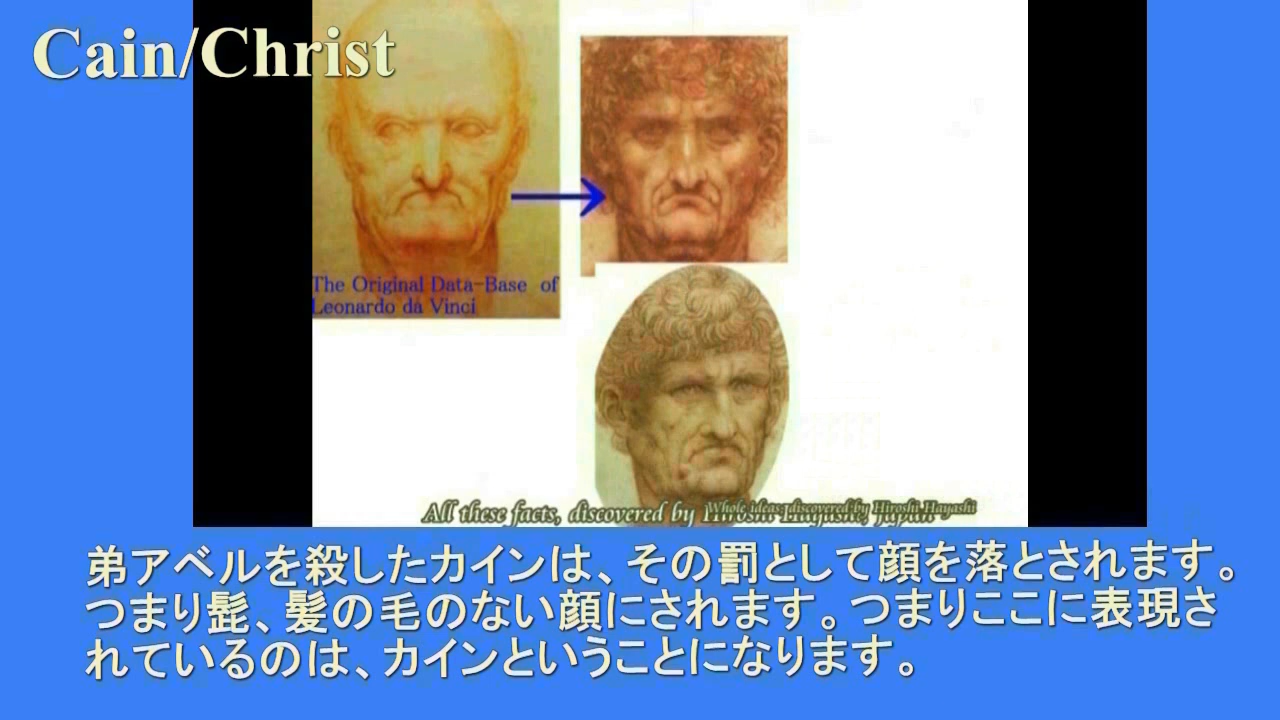 Cain/Christ
The Original Data-Base of
Leonardo da Vinci
All these facts, discovered by Hiroshi Hayashi, Japan
Whole ideas discovered by Hiroshi Hayashi
弟アベルを殺したカインは、その罰として顔を落とされます。
つまり髭、髪の毛のない顔にされます。つまりここに表現さ
れているのは、カインということになります。